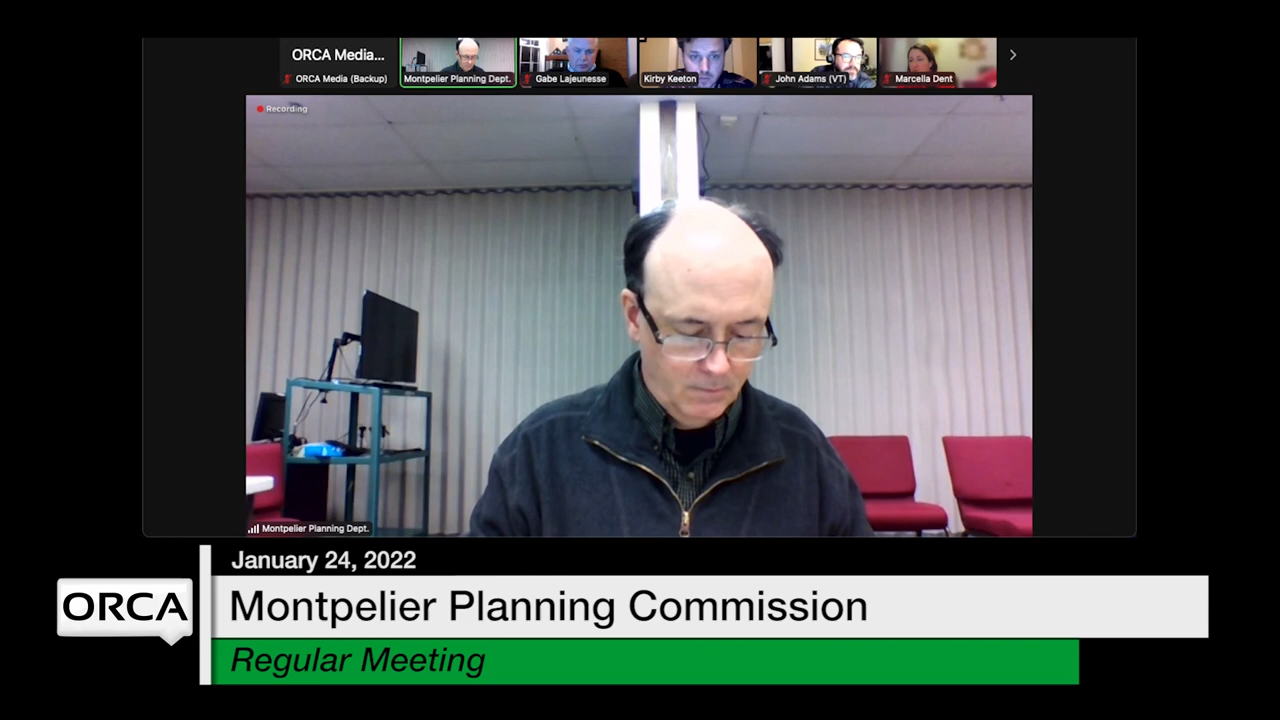 ORCA Media...
ORCA Media (Backup)
Montpelier Planning Dept.
Gabe Lajeunesse
Kirby Keeton
John Adams (VT)
Marcella Dent
Recording
Montpelier Planning Dept.
January 24, 2022
ORCA
Montpelier Planning Commission
Regular Meeting